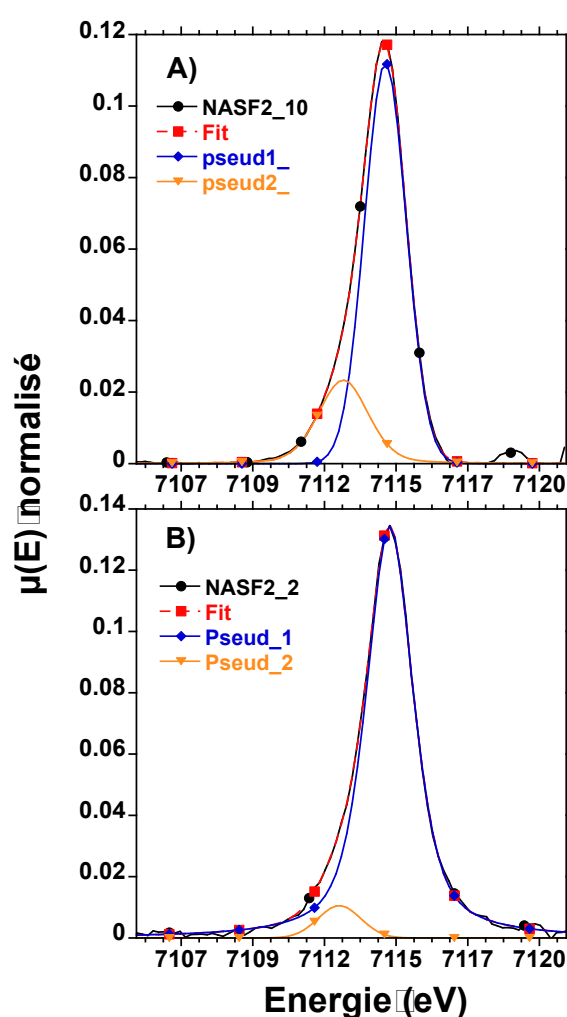 A)
NASF2_10
Fit
pseud1_
pseud2_
0.12
0.1
0.08
0.06
0.04
0.02
0
7107 7109 7112 7115 7117 7120
B)
NASF2_2
Fit
Pseud_1
Pseud_2
0.14
0.12
0.1
0.08
0.06
0.04
0.02
0
7107 7109 7112 7115 7117 7120
µ(E) normalisé
Energie (eV)